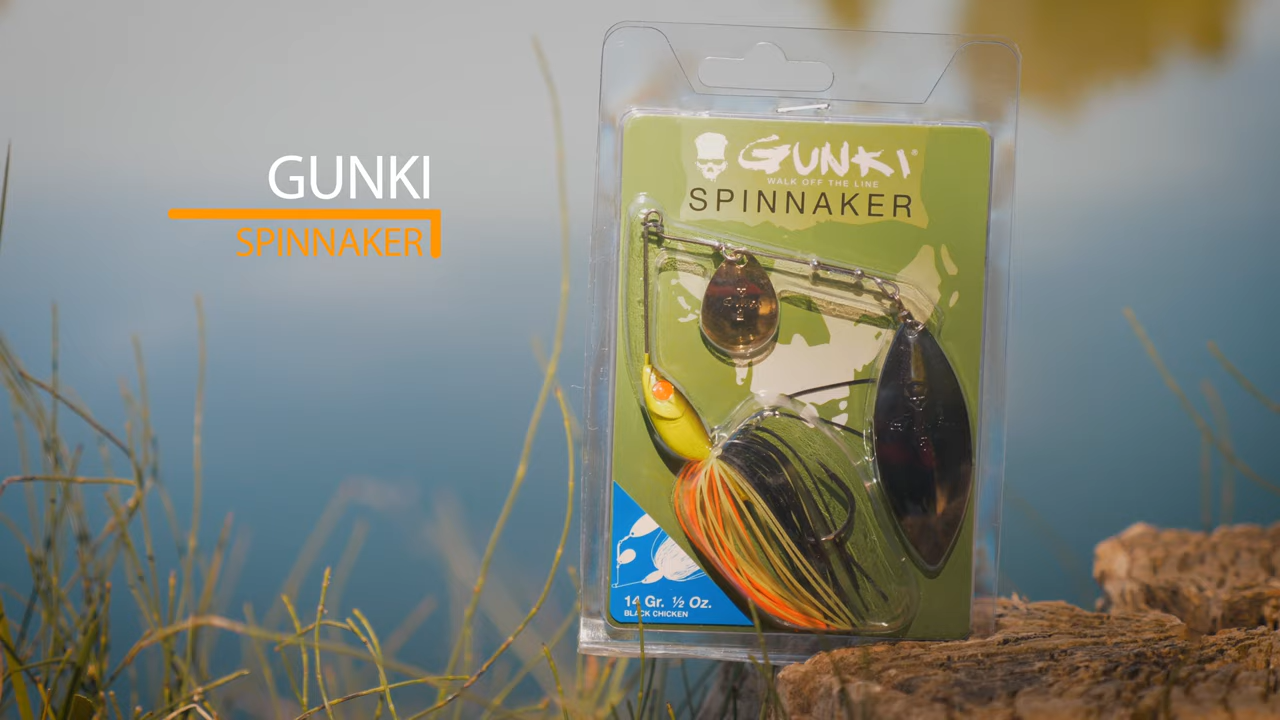 GUNKI
SPINNAKER
GUNKI®
WALK OFF THE LINE
SPINNAKER
14 Gr. ½ Oz.
BLACK CHICKEN